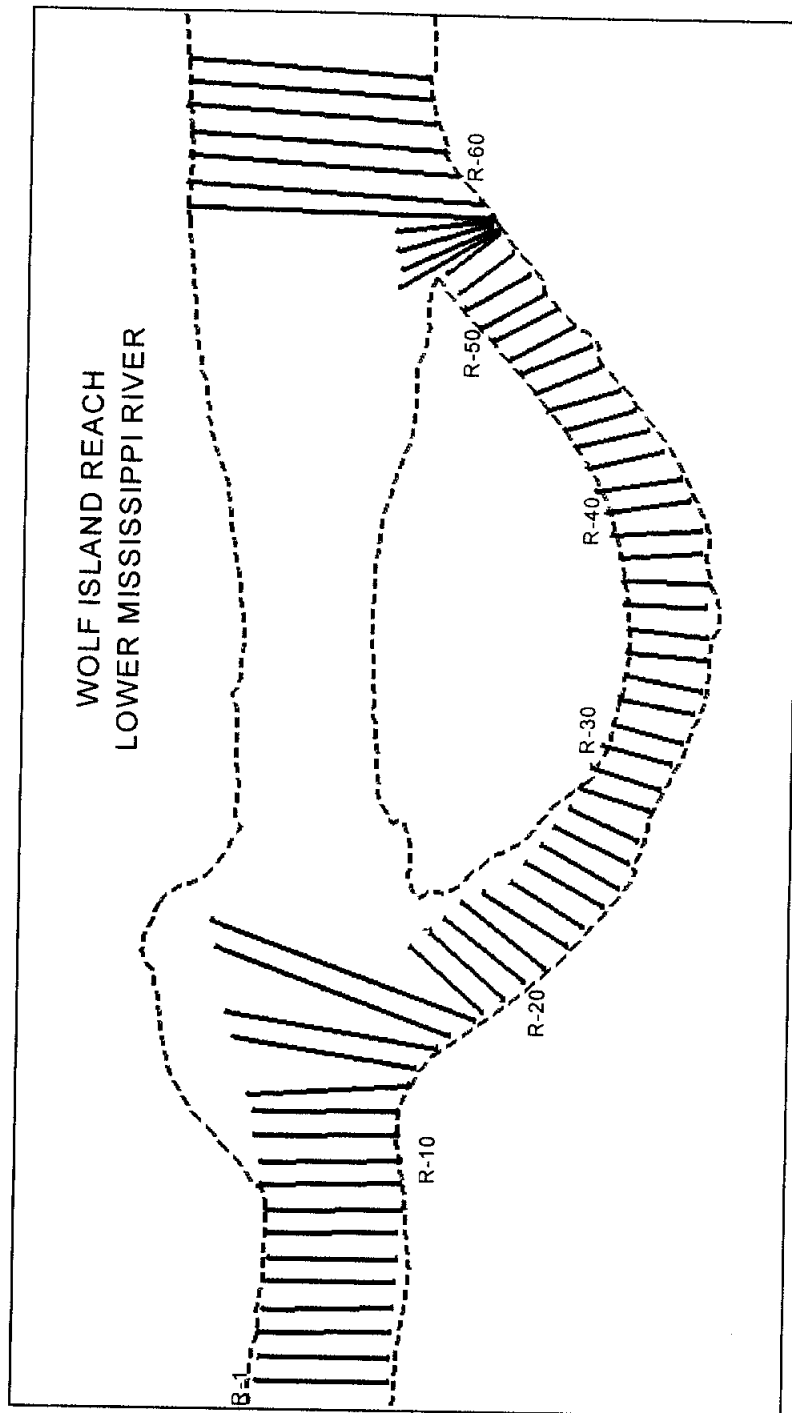 WOLF ISLAND REACH
LOWER MISSISSIPPI RIVER
R-1
R-10
R-20
R-30
R-40
R-50
R-60